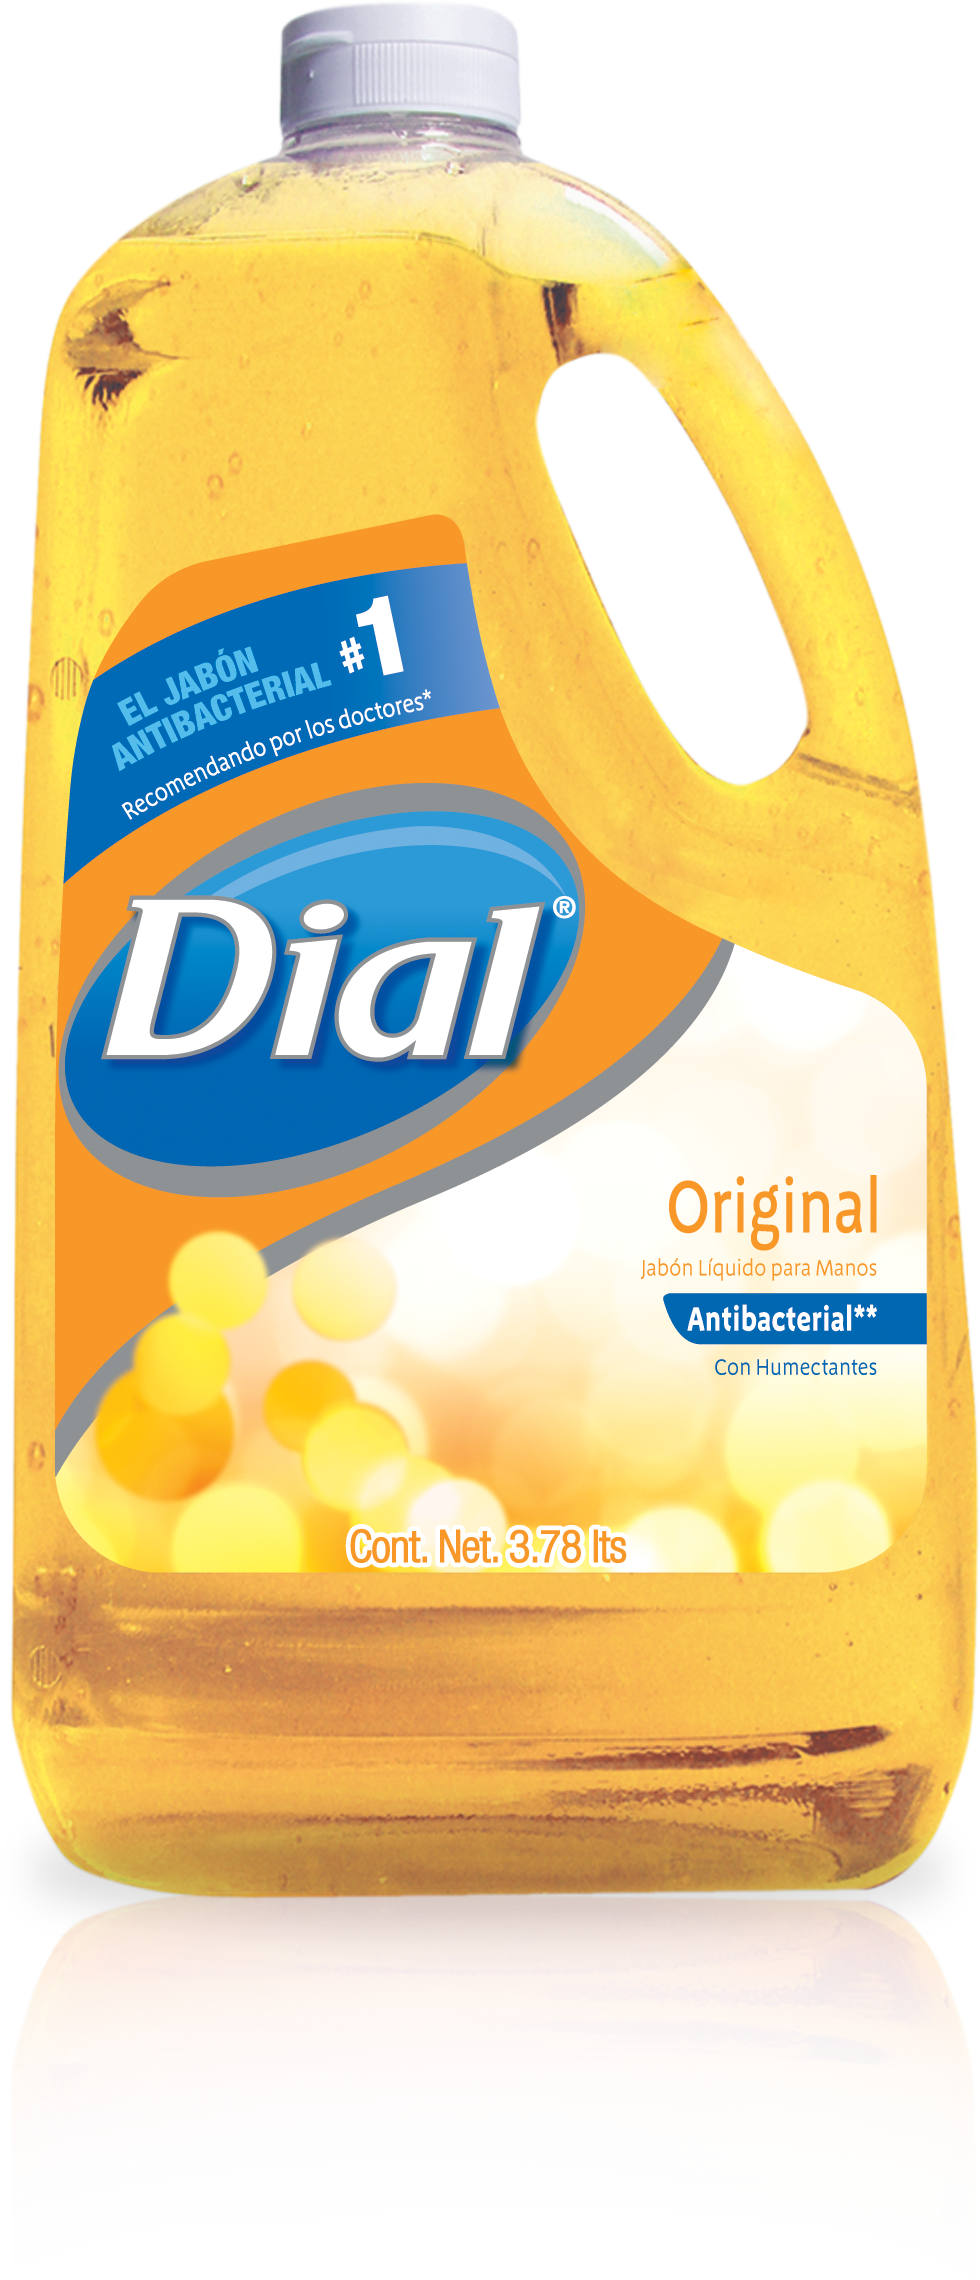 EL JABÓN
ANTIBACTERIAL #1
Recomendando por los doctores*
Dial®
Original
Jabón Líquido para Manos
Antibacterial**
Con Humectantes
Cont. Net. 3.78 lts